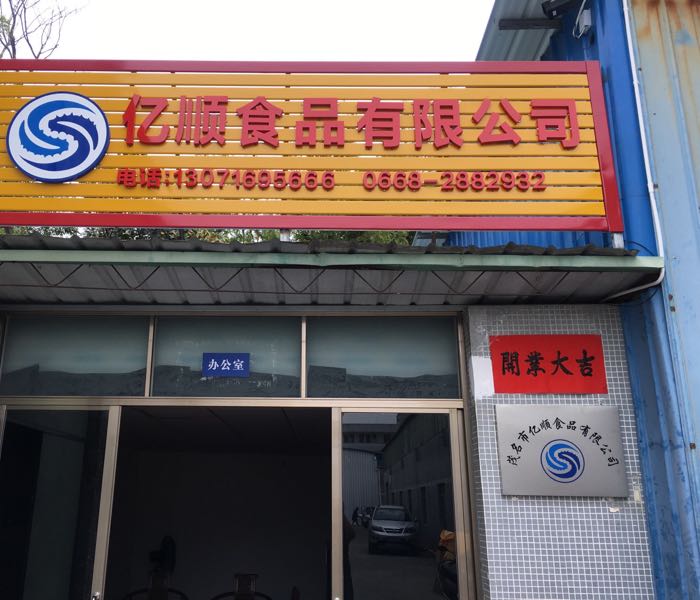 亿顺食品有限公司
电话:13071695666 0668-2882932
办公室
開業大吉
茂名市亿顺食品有限公司